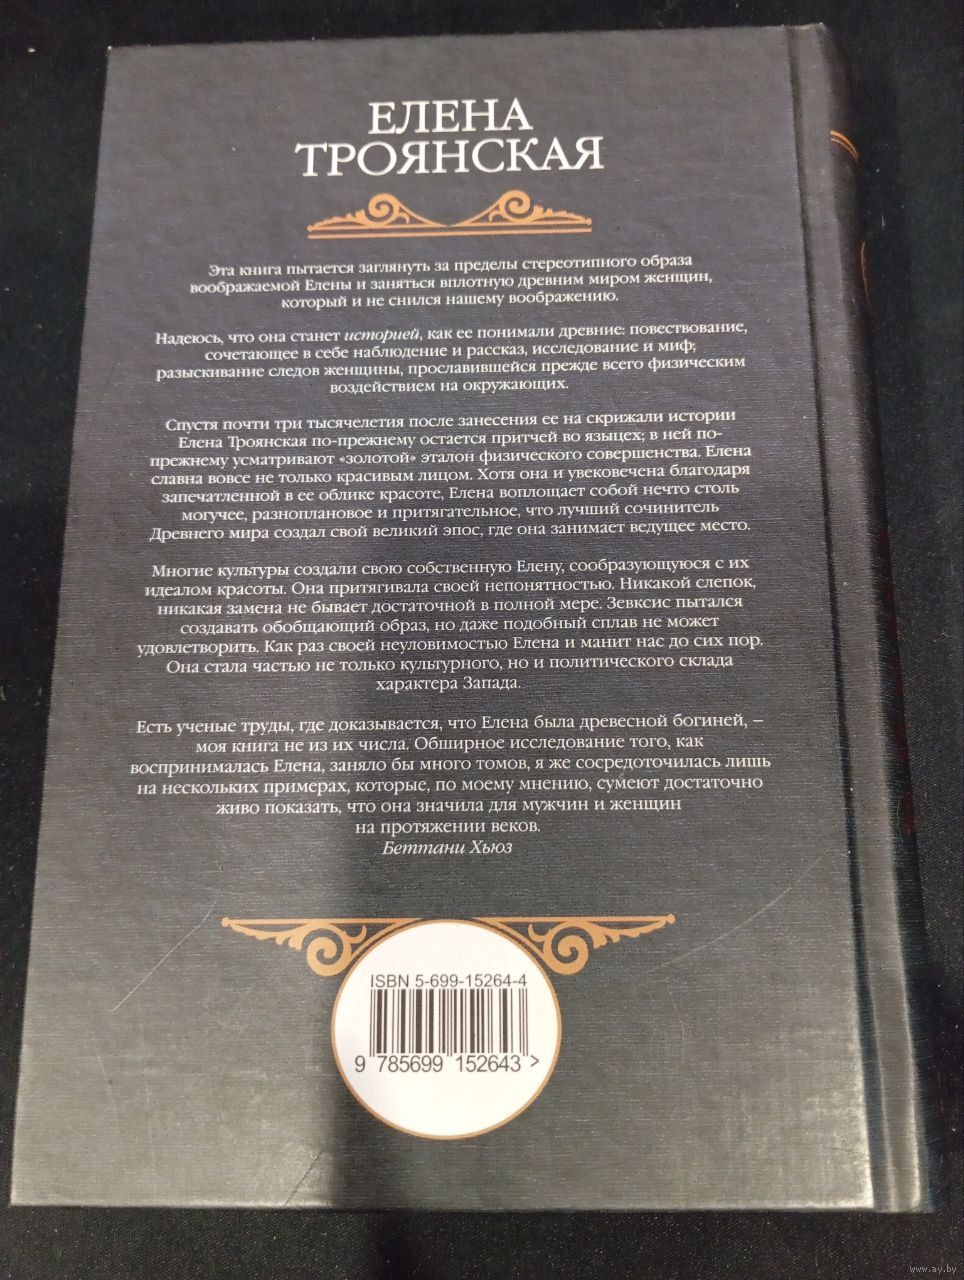 ЕЛЕНА
ТРОЯНСКАЯ
Эта книга пытается заглянуть за пределы стереотипного образа
воображаемой Елены и заняться вплотную древним миром женщин,
который и не снился нашему воображению.
Надеюсь, что она станет историей, как ее понимали древние: повествование,
сочетающее в себе наблюдение и рассказ, исследование и миф;
разыскивание следов женщины, прославившейся прежде всего физическим
воздействием на окружающих.
Спустя почти три тысячелетия после занесения ее на скрижали истории
Елена Троянская по-прежнему остается притчей во языцех; в ней по-
прежнему усматривают «золотой» эталон физического совершенства. Елена
славна вовсе не только красивым лицом. Хотя она и увековечена благодаря
запечатленной в ее облике красоте, Елена воплощает собой нечто столь
могучее, разноплановое и притягательное, что лучший сочинитель
Древнего мира создал свой великий эпос, где она занимает ведущее место.
Многие культуры создали свою собственную Елену, сообразующуюся с их
идеалом красоты. Она притягивала своей непонятностью. Никакой слепок,
никакая замена не бывает достаточной в полной мере. Зевксис пытался
создавать обобщающий образ, но даже подобный сплав не может
удовлетворить. Как раз своей неуловимостью Елена и манит нас до сих пор.
Она стала частью не только культурного, но и политического склада
характера Запада.
Есть ученые труды, где доказывается, что Елена была древесной богиней, –
моя книга не из их числа. Обширное исследование того, как
воспринималась Елена, заняло бы много томов, я же сосредоточилась лишь
на нескольких примерах, которые, по моему мнению, сумеют достаточно
живо показать, что она значила для мужчин и женщин
на протяжении веков.
Беттани Хьюз
ISBN 5-699-15264-4
9 785699 152643 >
www.ay.by